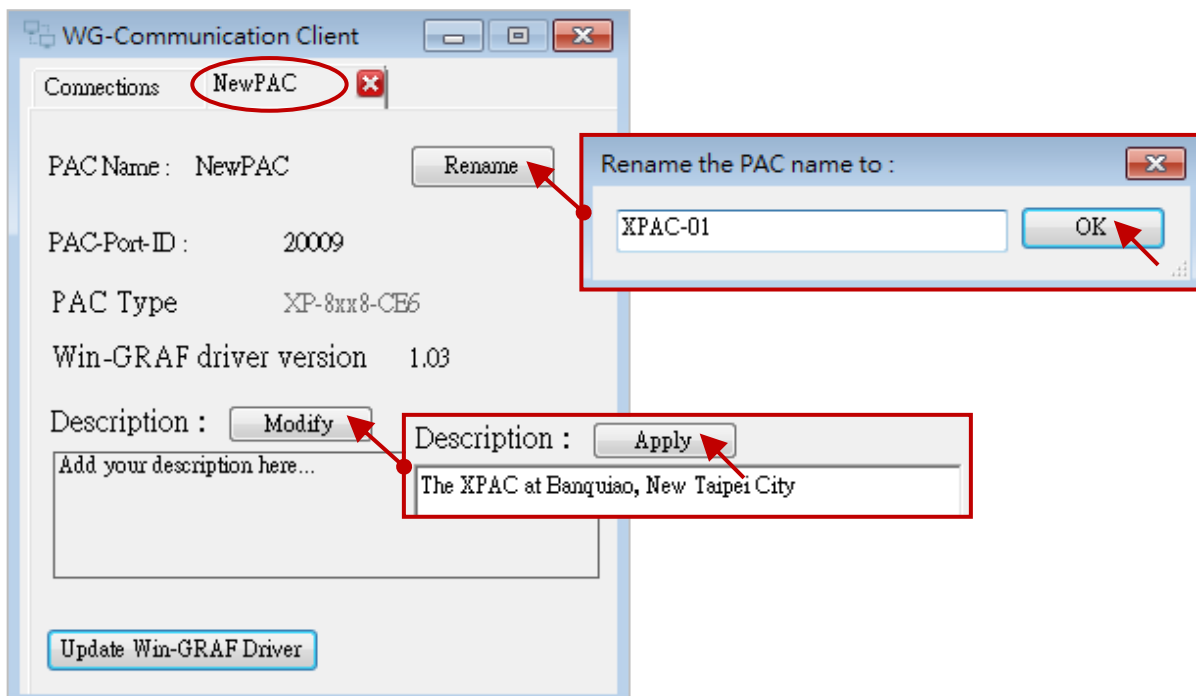 WG-Communication Client
Connections NewPAC
PAC Name : NewPAC Rename
PAC-Port-ID : 20009
PAC Type XP-8xx8-CE6
Win-GRAF driver version 1.03
Description : Modify
Add your description here...
Update Win-GRAF Driver
Rename the PAC name to :
XPAC-01 OK
Description : Apply
The XPAC at Banquiao, New Taipei City